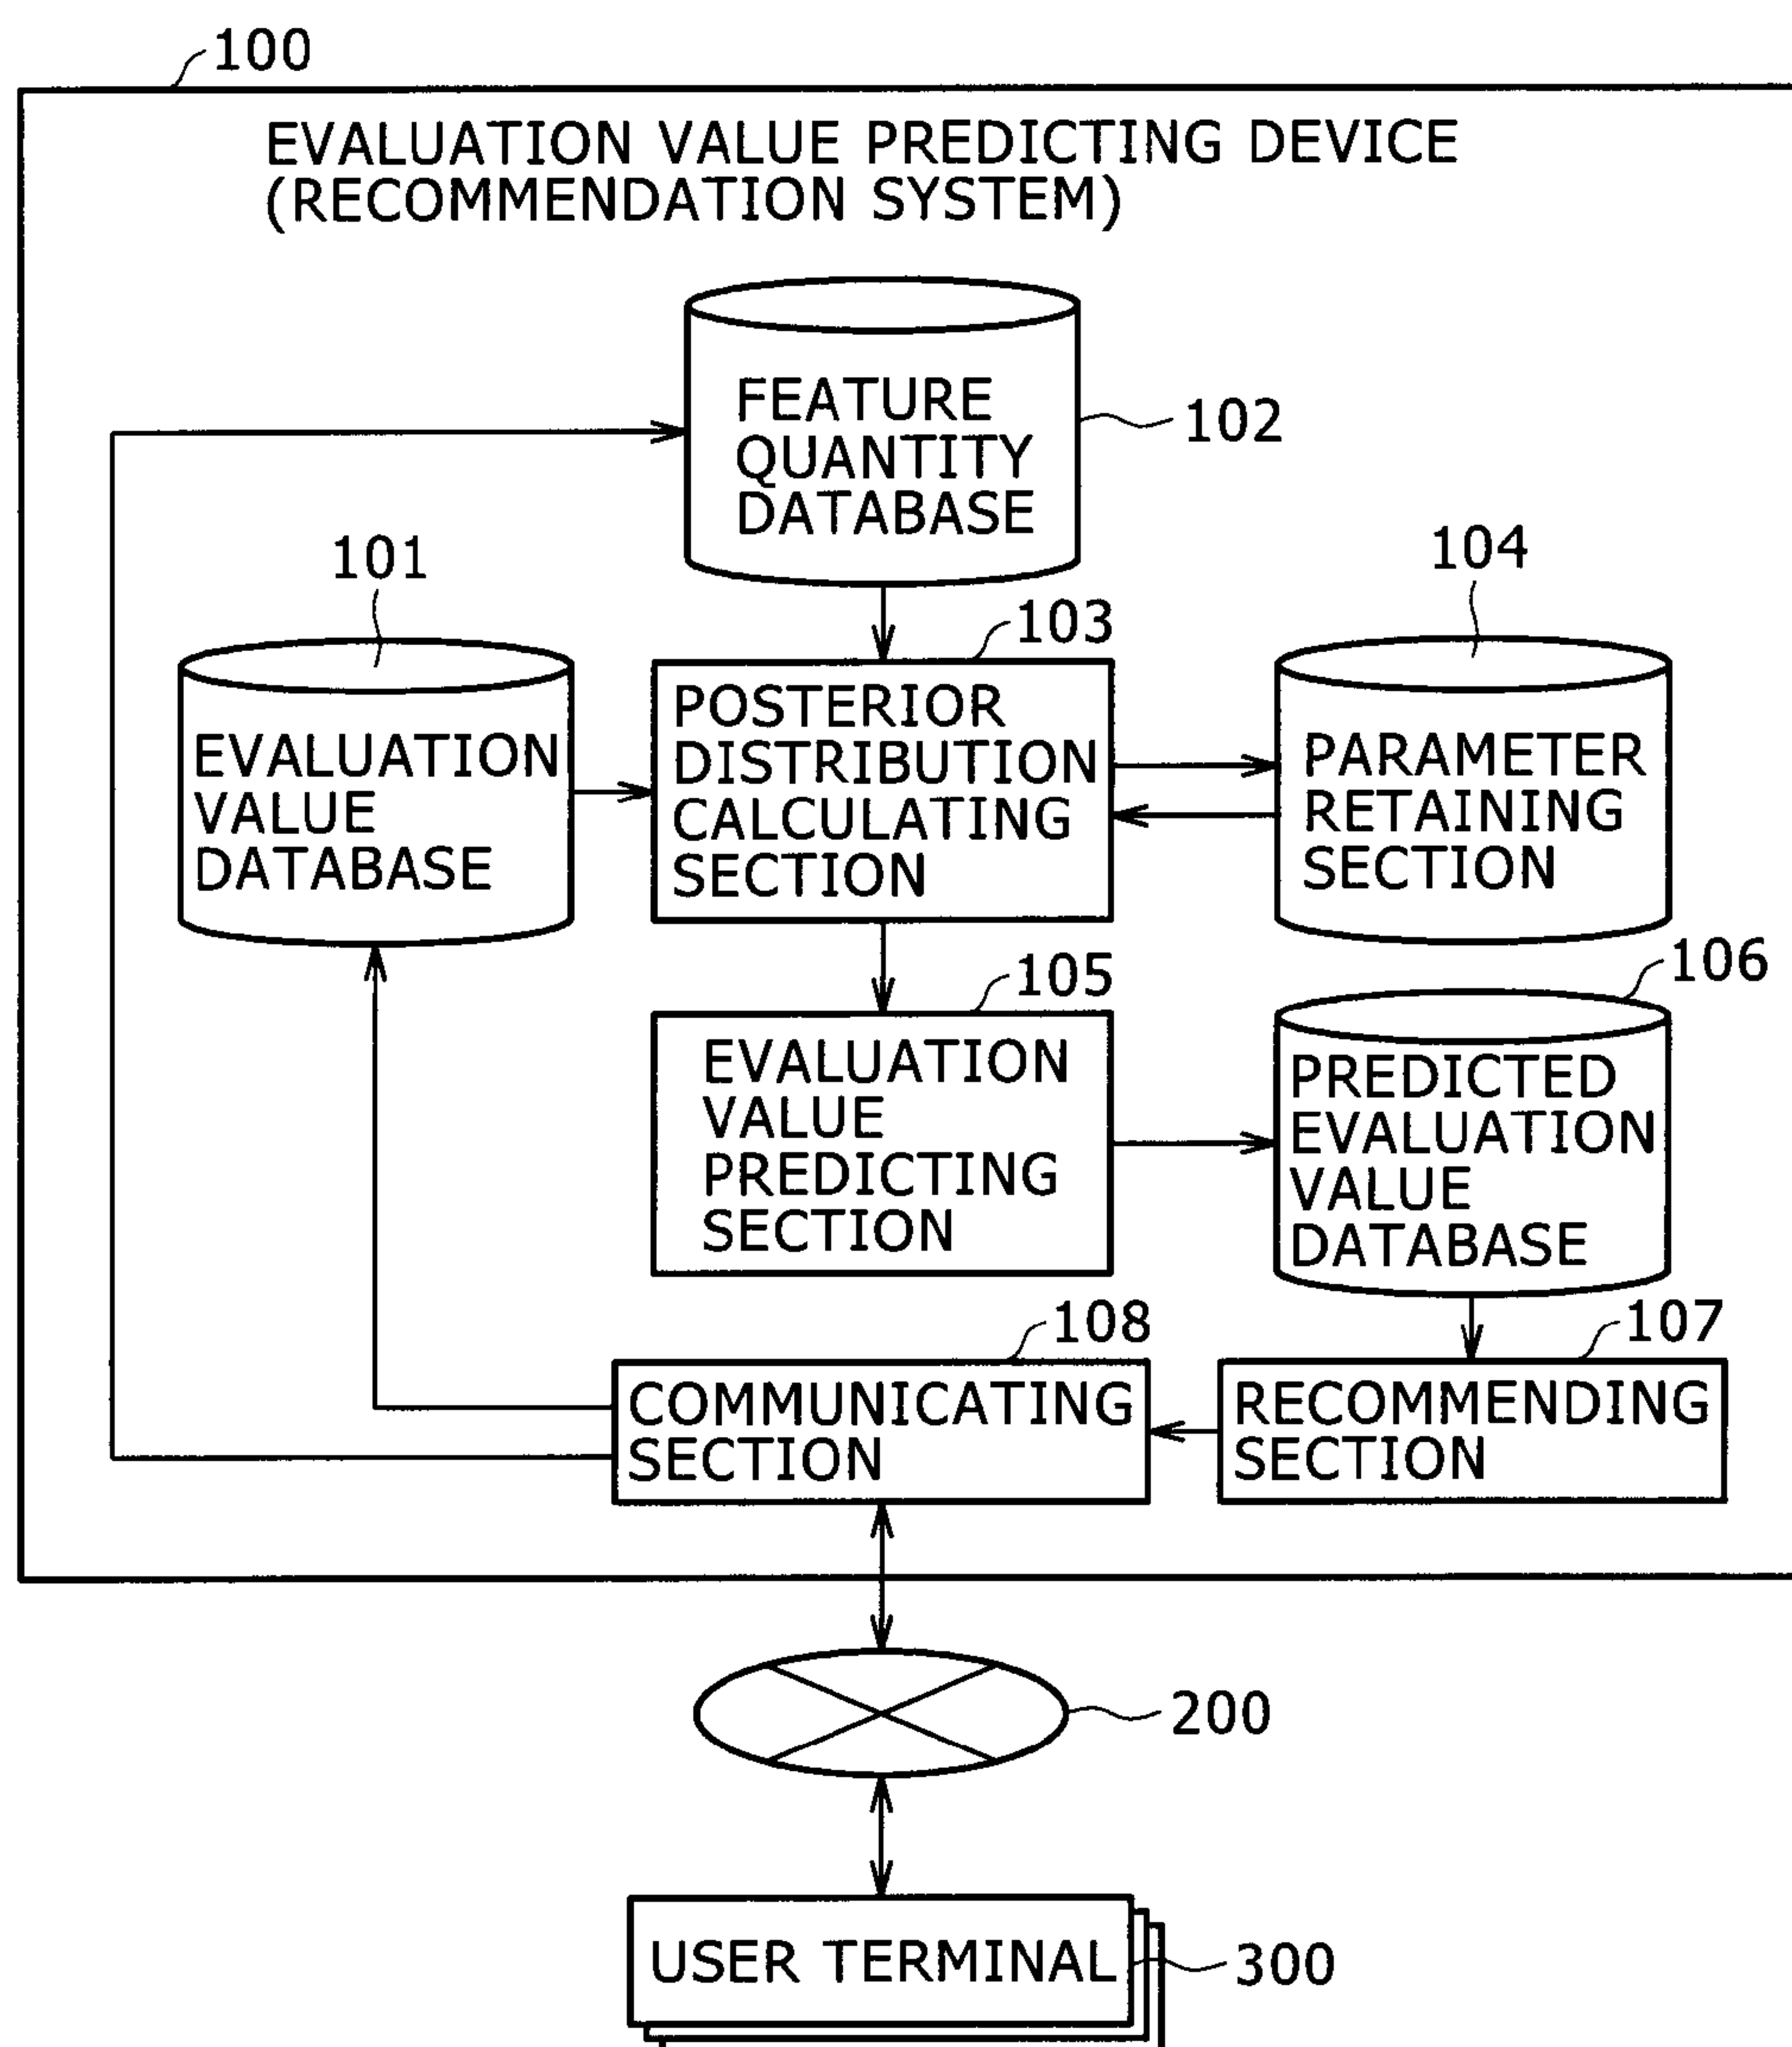 100
EVALUATION VALUE PREDICTING DEVICE
(RECOMMENDATION SYSTEM)
FEATURE
QUANTITY
DATABASE
102
101
EVALUATION
VALUE
DATABASE
103
POSTERIOR
DISTRIBUTION
CALCULATING
SECTION
104
PARAMETER
RETAINING
SECTION
105
EVALUATION
VALUE
PREDICTING
SECTION
106
PREDICTED
EVALUATION
VALUE
DATABASE
108
COMMUNICATING
SECTION
107
RECOMMENDING
SECTION
200
USER TERMINAL
300